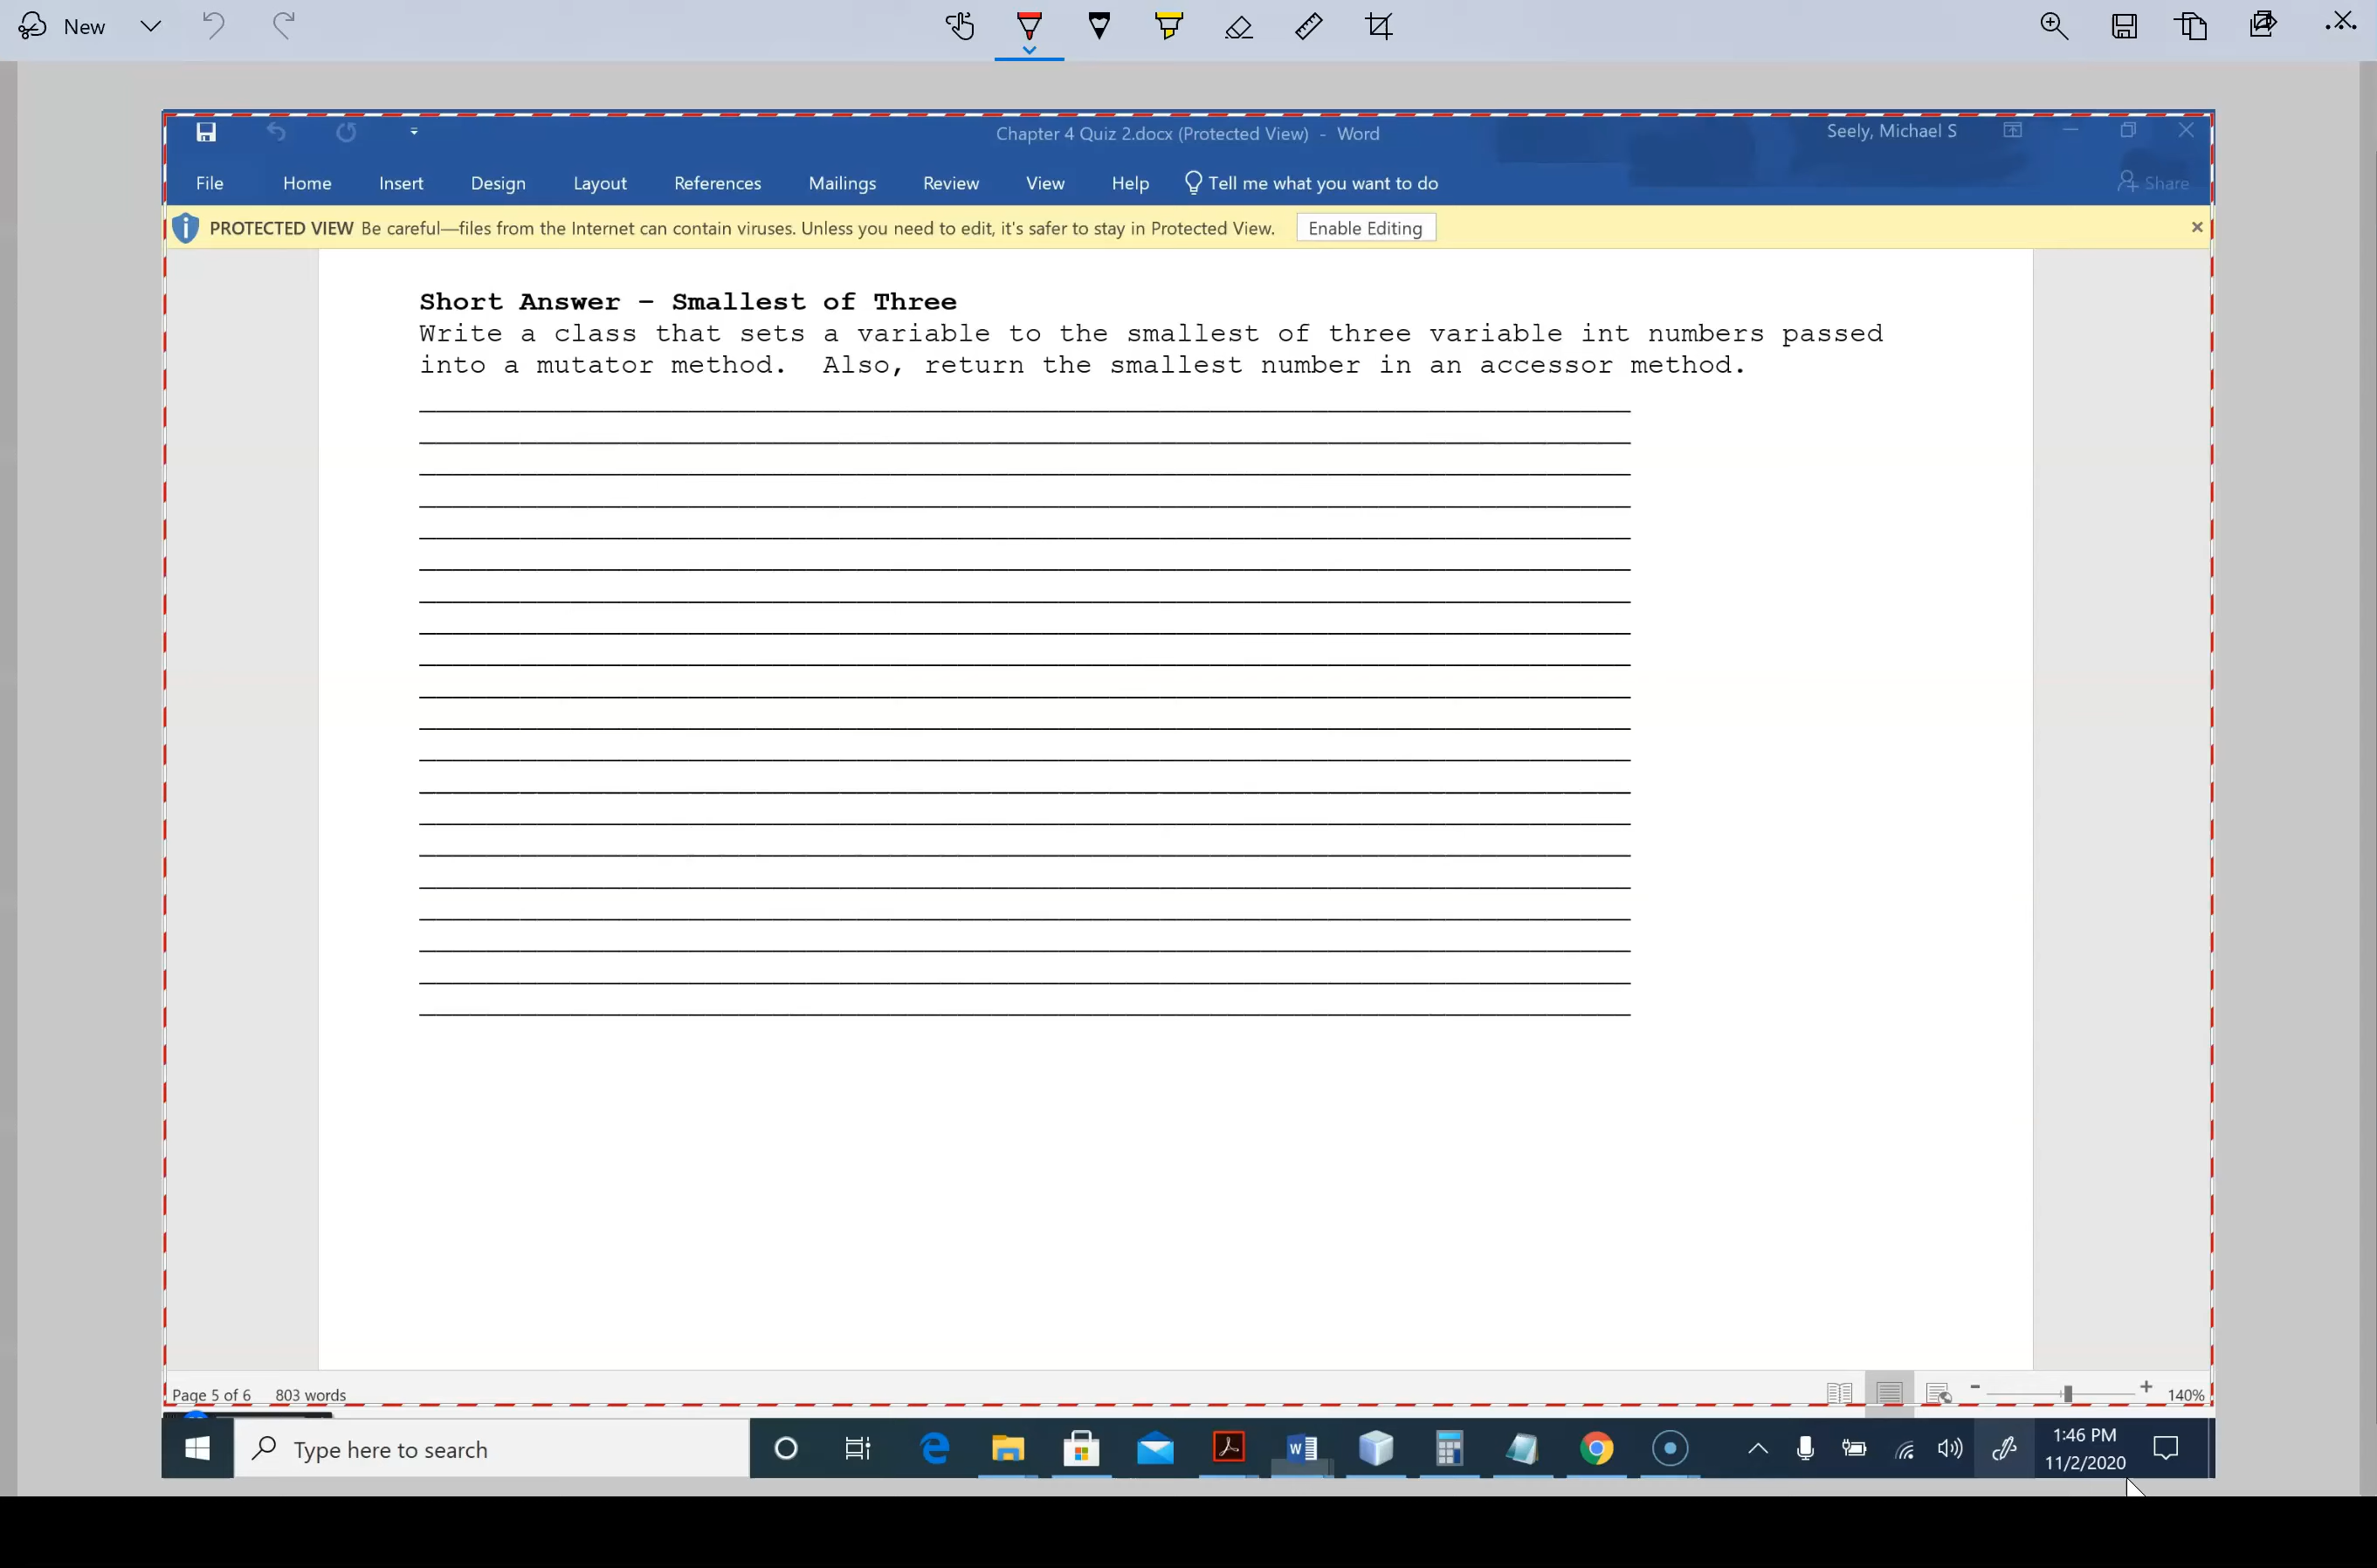 New
Chapter 4 Quiz 2.docx (Protected View) - Word
Seely, Michael S
File Home Insert Design Layout References Mailings Review View Help Tell me what you want to do Share
PROTECTED VIEW Be careful—files from the Internet can contain viruses. Unless you need to edit, it's safer to stay in Protected View. Enable Editing
Short Answer – Smallest of Three
Write a class that sets a variable to the smallest of three variable int numbers passed
into a mutator method. Also, return the smallest number in an accessor method.
Page 5 of 6 803 words
140%
Type here to search
1:46 PM
11/2/2020